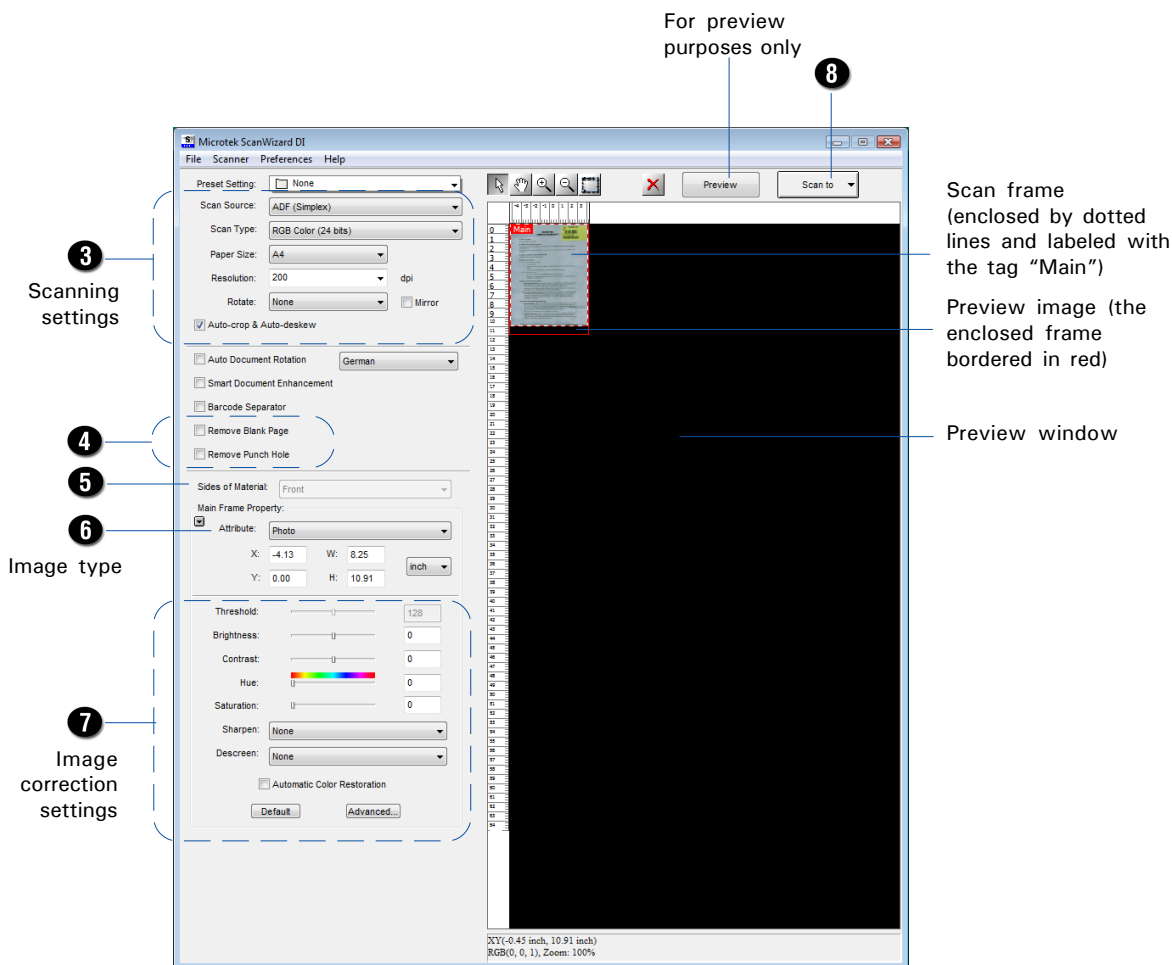 For preview
purposes only
8
Microtek ScanWizard DI
File Scanner Preferences Help
Preset Setting: None
Preview
Scan to
Scan Source: ADF (Simplex)
Scan Type: RGB Color (24 bits)
Paper Size: A4
Resolution: 200 dpi
Rotate: None Mirror
Auto-crop & Auto-deskew
3
Scanning
settings
Auto Document Rotation German
Smart Document Enhancement
Barcode Separator
4
Remove Blank Page
Remove Punch Hole
5
Sides of Material: Front
Main Frame Property:
6
Attribute: Photo
Image type
X: -4.13 W: 8.25
inch
Y: 0.00 H: 10.91
Threshold: 128
Brightness: 0
Contrast: 0
Hue: 0
Saturation: 0
Sharpen: None
Descreen: None
Automatic Color Restoration
Default Advanced...
7
Image
correction
settings
Main
Scan frame
(enclosed by dotted
lines and labeled with
the tag “Main”)
Preview image (the
enclosed frame
bordered in red)
Preview window
XY(-0.45 inch, 10.91 inch)
RGB(0, 0, 1), Zoom: 100%